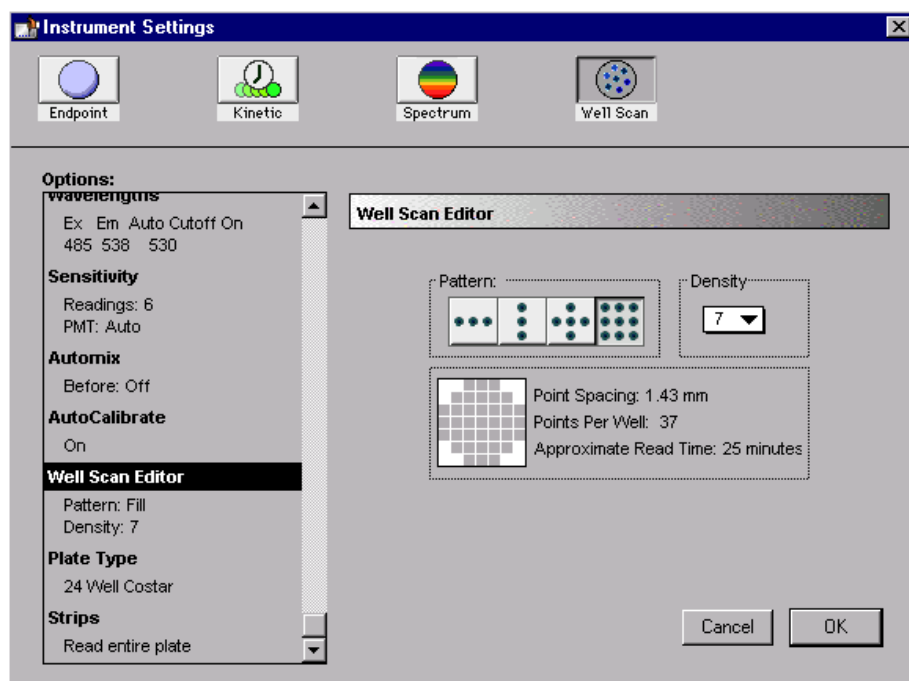 Instrument Settings
Endpoint
Kinetic
Spectrum
Well Scan
Options:
Wavelengths
Ex Em Auto Cutoff On
485 538 530
Sensitivity
Readings: 6
PMT: Auto
Automix
Before: Off
AutoCalibrate
On
Well Scan Editor
Pattern: Fill
Density: 7
Plate Type
24 Well Costar
Strips
Read entire plate
Well Scan Editor
Pattern:
Density
7
Point Spacing: 1.43 mm
Points Per Well: 37
Approximate Read Time: 25 minutes
Cancel
OK